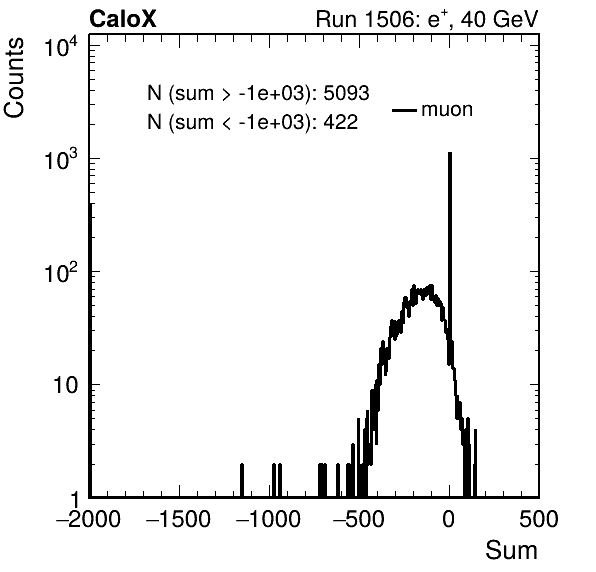 CaloX Run 1506: e⁺, 40 GeV
Counts
10⁴
N (sum > -1e+03): 5093
muon
N (sum < -1e+03): 422
10³
10²
10
1
−2000 −1500 −1000 −500 0 500
Sum